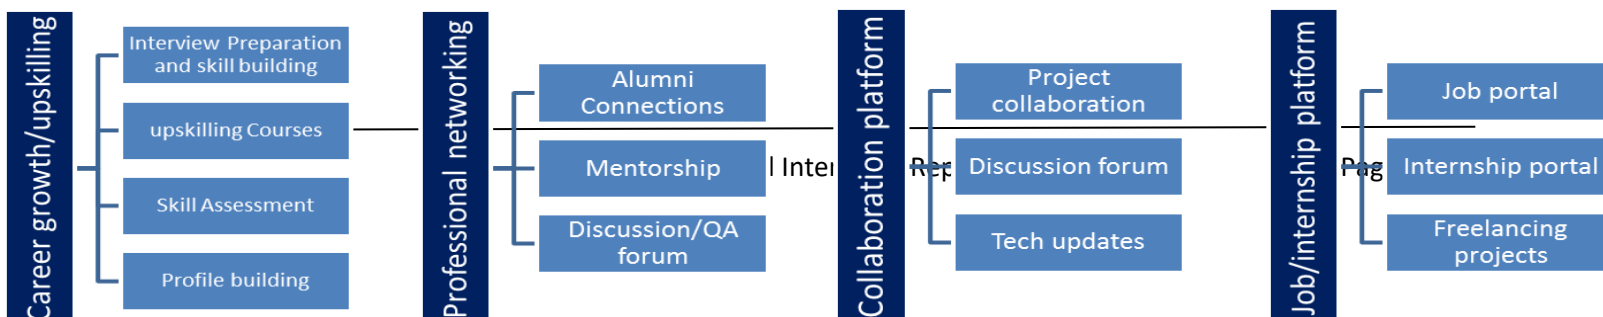 Career growth/upskilling
Interview Preparation
and skill building
upskilling Courses
Skill Assessment
Profile building
Professional networking
Alumni
Connections
Mentorship
Discussion/QA
forum
Collaboration platform
Project
collaboration
Discussion forum
Tech updates
Job/internship platform
Job portal
Internship portal
Freelancing
projects